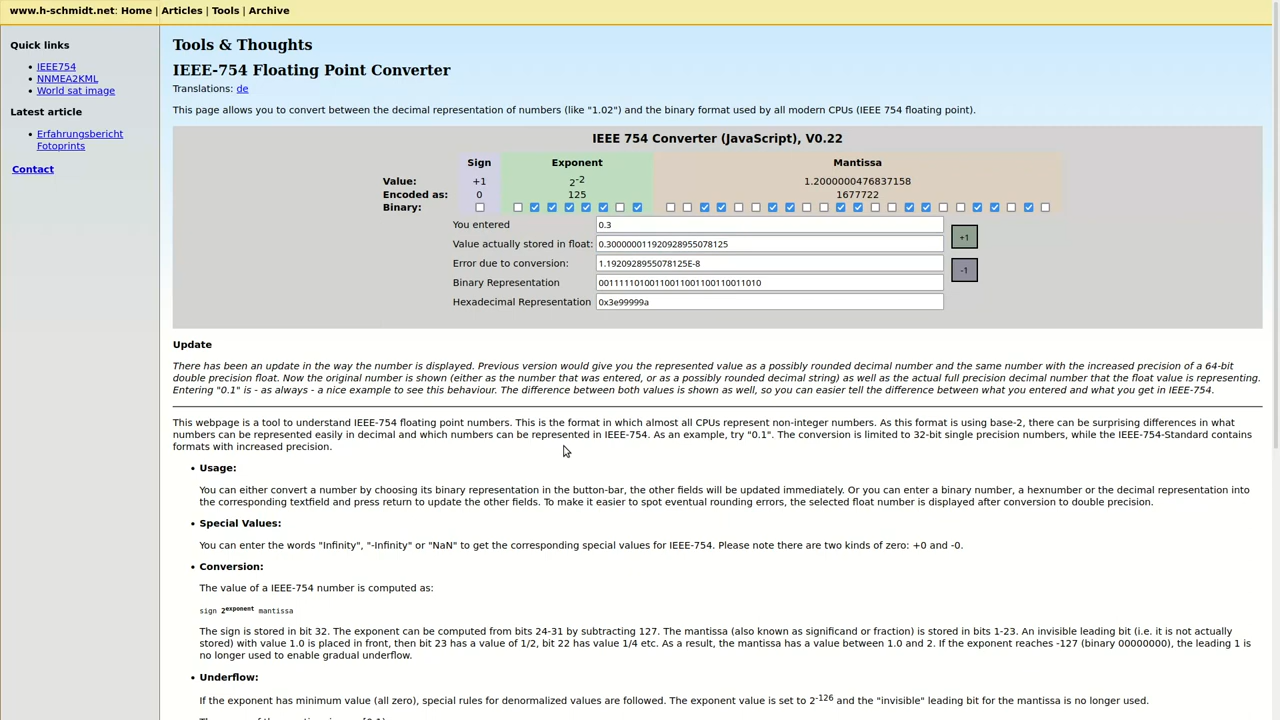 www.h-schmidt.net: Home | Articles | Tools | Archive
Quick links
• IEEE754
• NNMEA2KML
• World sat image
Latest article
• Erfahrungsbericht
Fotoprints
Contact
Tools & Thoughts
IEEE-754 Floating Point Converter
Translations: de
This page allows you to convert between the decimal representation of numbers (like "1.02") and the binary format used by all modern CPUs (IEEE 754 floating point).
IEEE 754 Converter (JavaScript), V0.22
Sign Exponent Mantissa
Value: +1 2-2 1.2000000476837158
Encoded as: 0 125 1677722
Binary:
You entered 0.3
Value actually stored in float: 0.300000011920928955078125
+1
Error due to conversion: 1.1920928955078125E-8
-1
Binary Representation 00111110100110011001100110011010
Hexadecimal Representation 0x3e99999a
Update
There has been an update in the way the number is displayed. Previous version would give you the represented value as a possibly rounded decimal number and the same number with the increased precision of a 64-bit
double precision float. Now the original number is shown (either as the number that was entered, or as a possibly rounded decimal string) as well as the actual full precision decimal number that the float value is representing.
Entering "0.1" is - as always - a nice example to see this behaviour. The difference between both values is shown as well, so you can easier tell the difference between what you entered and what you get in IEEE-754.
This webpage is a tool to understand IEEE-754 floating point numbers. This is the format in which almost all CPUs represent non-integer numbers. As this format is using base-2, there can be surprising differences in what
numbers can be represented easily in decimal and which numbers can be represented in IEEE-754. As an example, try "0.1". The conversion is limited to 32-bit single precision numbers, while the IEEE-754-Standard contains
formats with increased precision.
• Usage:
You can either convert a number by choosing its binary representation in the button-bar, the other fields will be updated immediately. Or you can enter a binary number, a hexnumber or the decimal representation into
the corresponding textfield and press return to update the other fields. To make it easier to spot eventual rounding errors, the selected float number is displayed after conversion to double precision.
• Special Values:
You can enter the words "Infinity", "-Infinity" or "NaN" to get the corresponding special values for IEEE-754. Please note there are two kinds of zero: +0 and -0.
• Conversion:
The value of a IEEE-754 number is computed as:
sign 2exponent mantissa
The sign is stored in bit 32. The exponent can be computed from bits 24-31 by subtracting 127. The mantissa (also known as significand or fraction) is stored in bits 1-23. An invisible leading bit (i.e. it is not actually
stored) with value 1.0 is placed in front, then bit 23 has a value of 1/2, bit 22 has value 1/4 etc. As a result, the mantissa has a value between 1.0 and 2. If the exponent reaches -127 (binary 00000000), the leading 1 is
no longer used to enable gradual underflow.
• Underflow:
If the exponent has minimum value (all zero), special rules for denormalized values are followed. The exponent value is set to 2-126 and the "invisible" leading bit for the mantissa is no longer used.